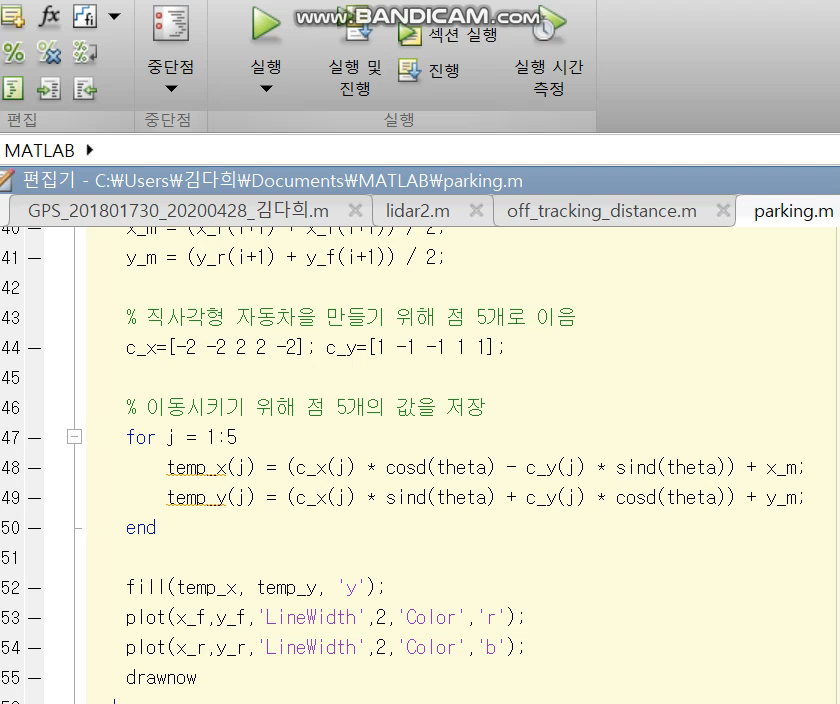 www.BANDICAM.com
fx fi
섹션 실행
중단점 실행 실행 및 진행 진행 실행 시간 측정
편집 중단점 실행
MATLAB
편집기 - C:₩Users₩김다희₩Documents₩MATLAB₩parking.m
GPS_201801730_20200428_김다희.m lidar2.m off_tracking_distance.m parking.m
40 x_m = (x_r(i+1) + x_f(i+1)) / 2;
41 y_m = (y_r(i+1) + y_f(i+1)) / 2;
42
43 % 직사각형 자동차을 만들기 위해 점 5개로 이음
44 c_x=[-2 -2 2 2 -2]; c_y=[1 -1 -1 1 1];
45
46 % 이동시키기 위해 점 5개의 값을 저장
47 for j = 1:5
48 temp_x(j) = (c_x(j) * cosd(theta) - c_y(j) * sind(theta)) + x_m;
49 temp_y(j) = (c_x(j) * sind(theta) + c_y(j) * cosd(theta)) + y_m;
50 end
51
52 fill(temp_x, temp_y, 'y');
53 plot(x_f,y_f,'LineWidth',2,'Color','r');
54 plot(x_r,y_r,'LineWidth',2,'Color','b');
55 drawnow